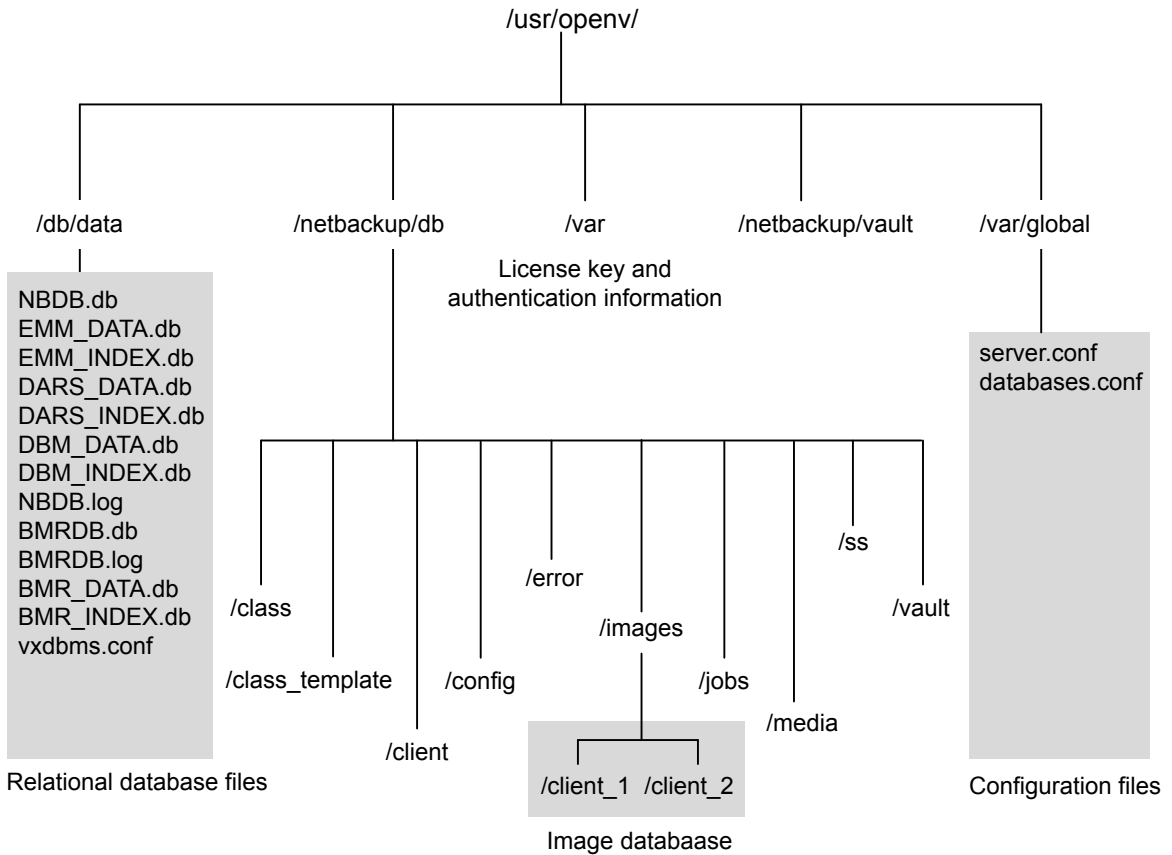 /usr/openv/
/db/data
/netbackup/db
/var
/netbackup/vault
/var/global
License key and
authentication information
NBDB.db
EMM_DATA.db
EMM_INDEX.db
DARS_DATA.db
DARS_INDEX.db
DBM_DATA.db
DBM_INDEX.db
NBDB.log
BMRDB.db
BMRDB.log
BMR_DATA.db
BMR_INDEX.db
vxdbms.conf
Relational database files
server.conf
databases.conf
Configuration files
/class
/class_template
/client
/config
/error
/images
/jobs
/media
/ss
/vault
/client_1
/client_2
Image databaase